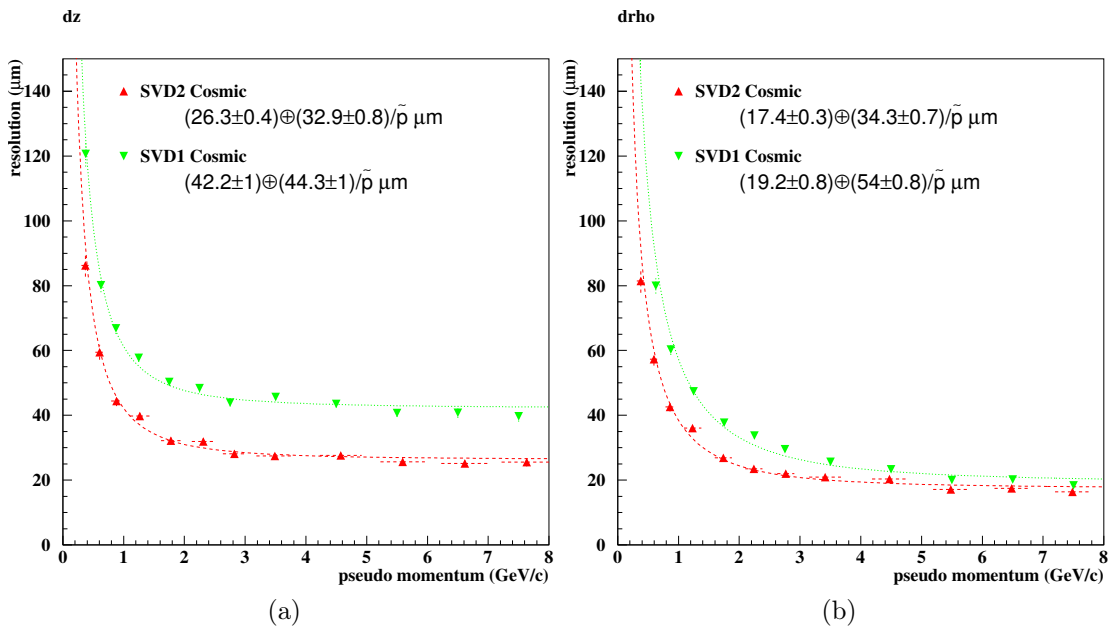 dz
resolution (μm)
140
120
100
80
60
40
20
0
SVD2 Cosmic
(26.3±0.4)⊕(32.9±0.8)/p̃ μm
SVD1 Cosmic
(42.2±1)⊕(44.3±1)/p̃ μm
0 1 2 3 4 5 6 7 8
pseudo momentum (GeV/c)
(a)
drho
resolution (μm)
140
120
100
80
60
40
20
0
SVD2 Cosmic
(17.4±0.3)⊕(34.3±0.7)/p̃ μm
SVD1 Cosmic
(19.2±0.8)⊕(54±0.8)/p̃ μm
0 1 2 3 4 5 6 7 8
pseudo momentum (GeV/c)
(b)